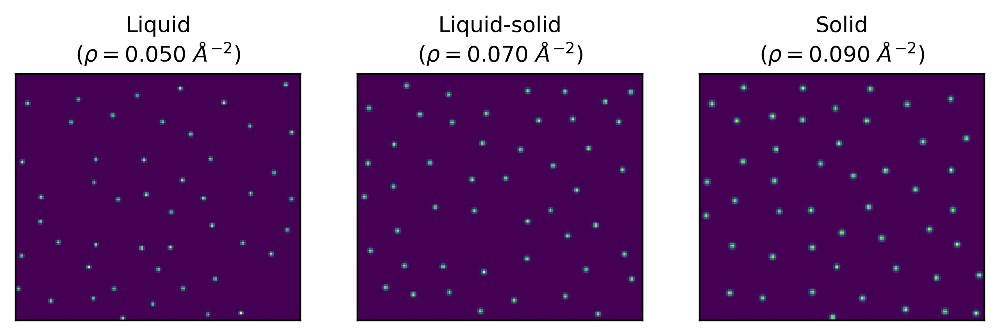 Liquid
(ρ = 0.050 Å⁻²)
Liquid-solid
(ρ = 0.070 Å⁻²)
Solid
(ρ = 0.090 Å⁻²)